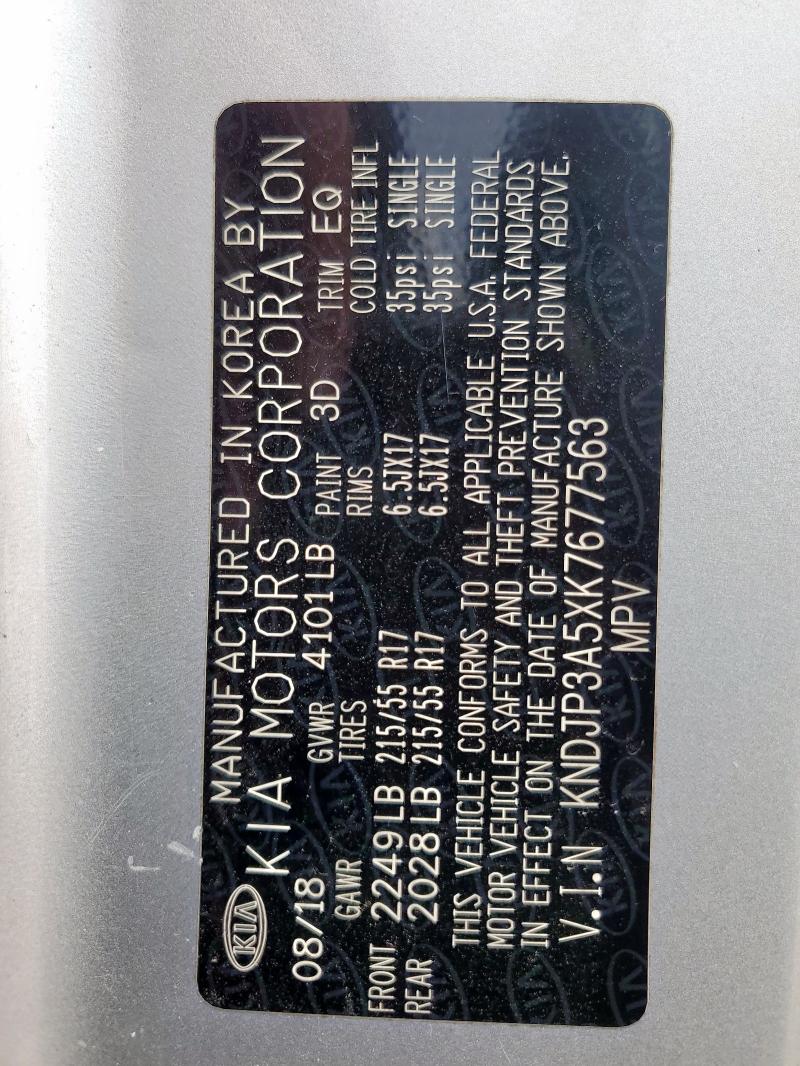 MANUFACTURED IN KOREA BY
KIA KIA MOTORS CORPORATION
08/18 GVWR 4101LB PAINT 3D TRIM EQ
GAWR TIRES RIMS COLD TIRE INFL
FRONT 2249LB 215/55 R17 6.5JX17 35psi SINGLE
REAR 2028LB 215/55 R17 6.5JX17 35psi SINGLE
THIS VEHICLE CONFORMS TO ALL APPLICABLE U.S.A. FEDERAL
MOTOR VEHICLE SAFETY AND THEFT PREVENTION STANDARDS
IN EFFECT ON THE DATE OF MANUFACTURE SHOWN ABOVE.
V.I.N KNDJP3A5XK7677563
MPV